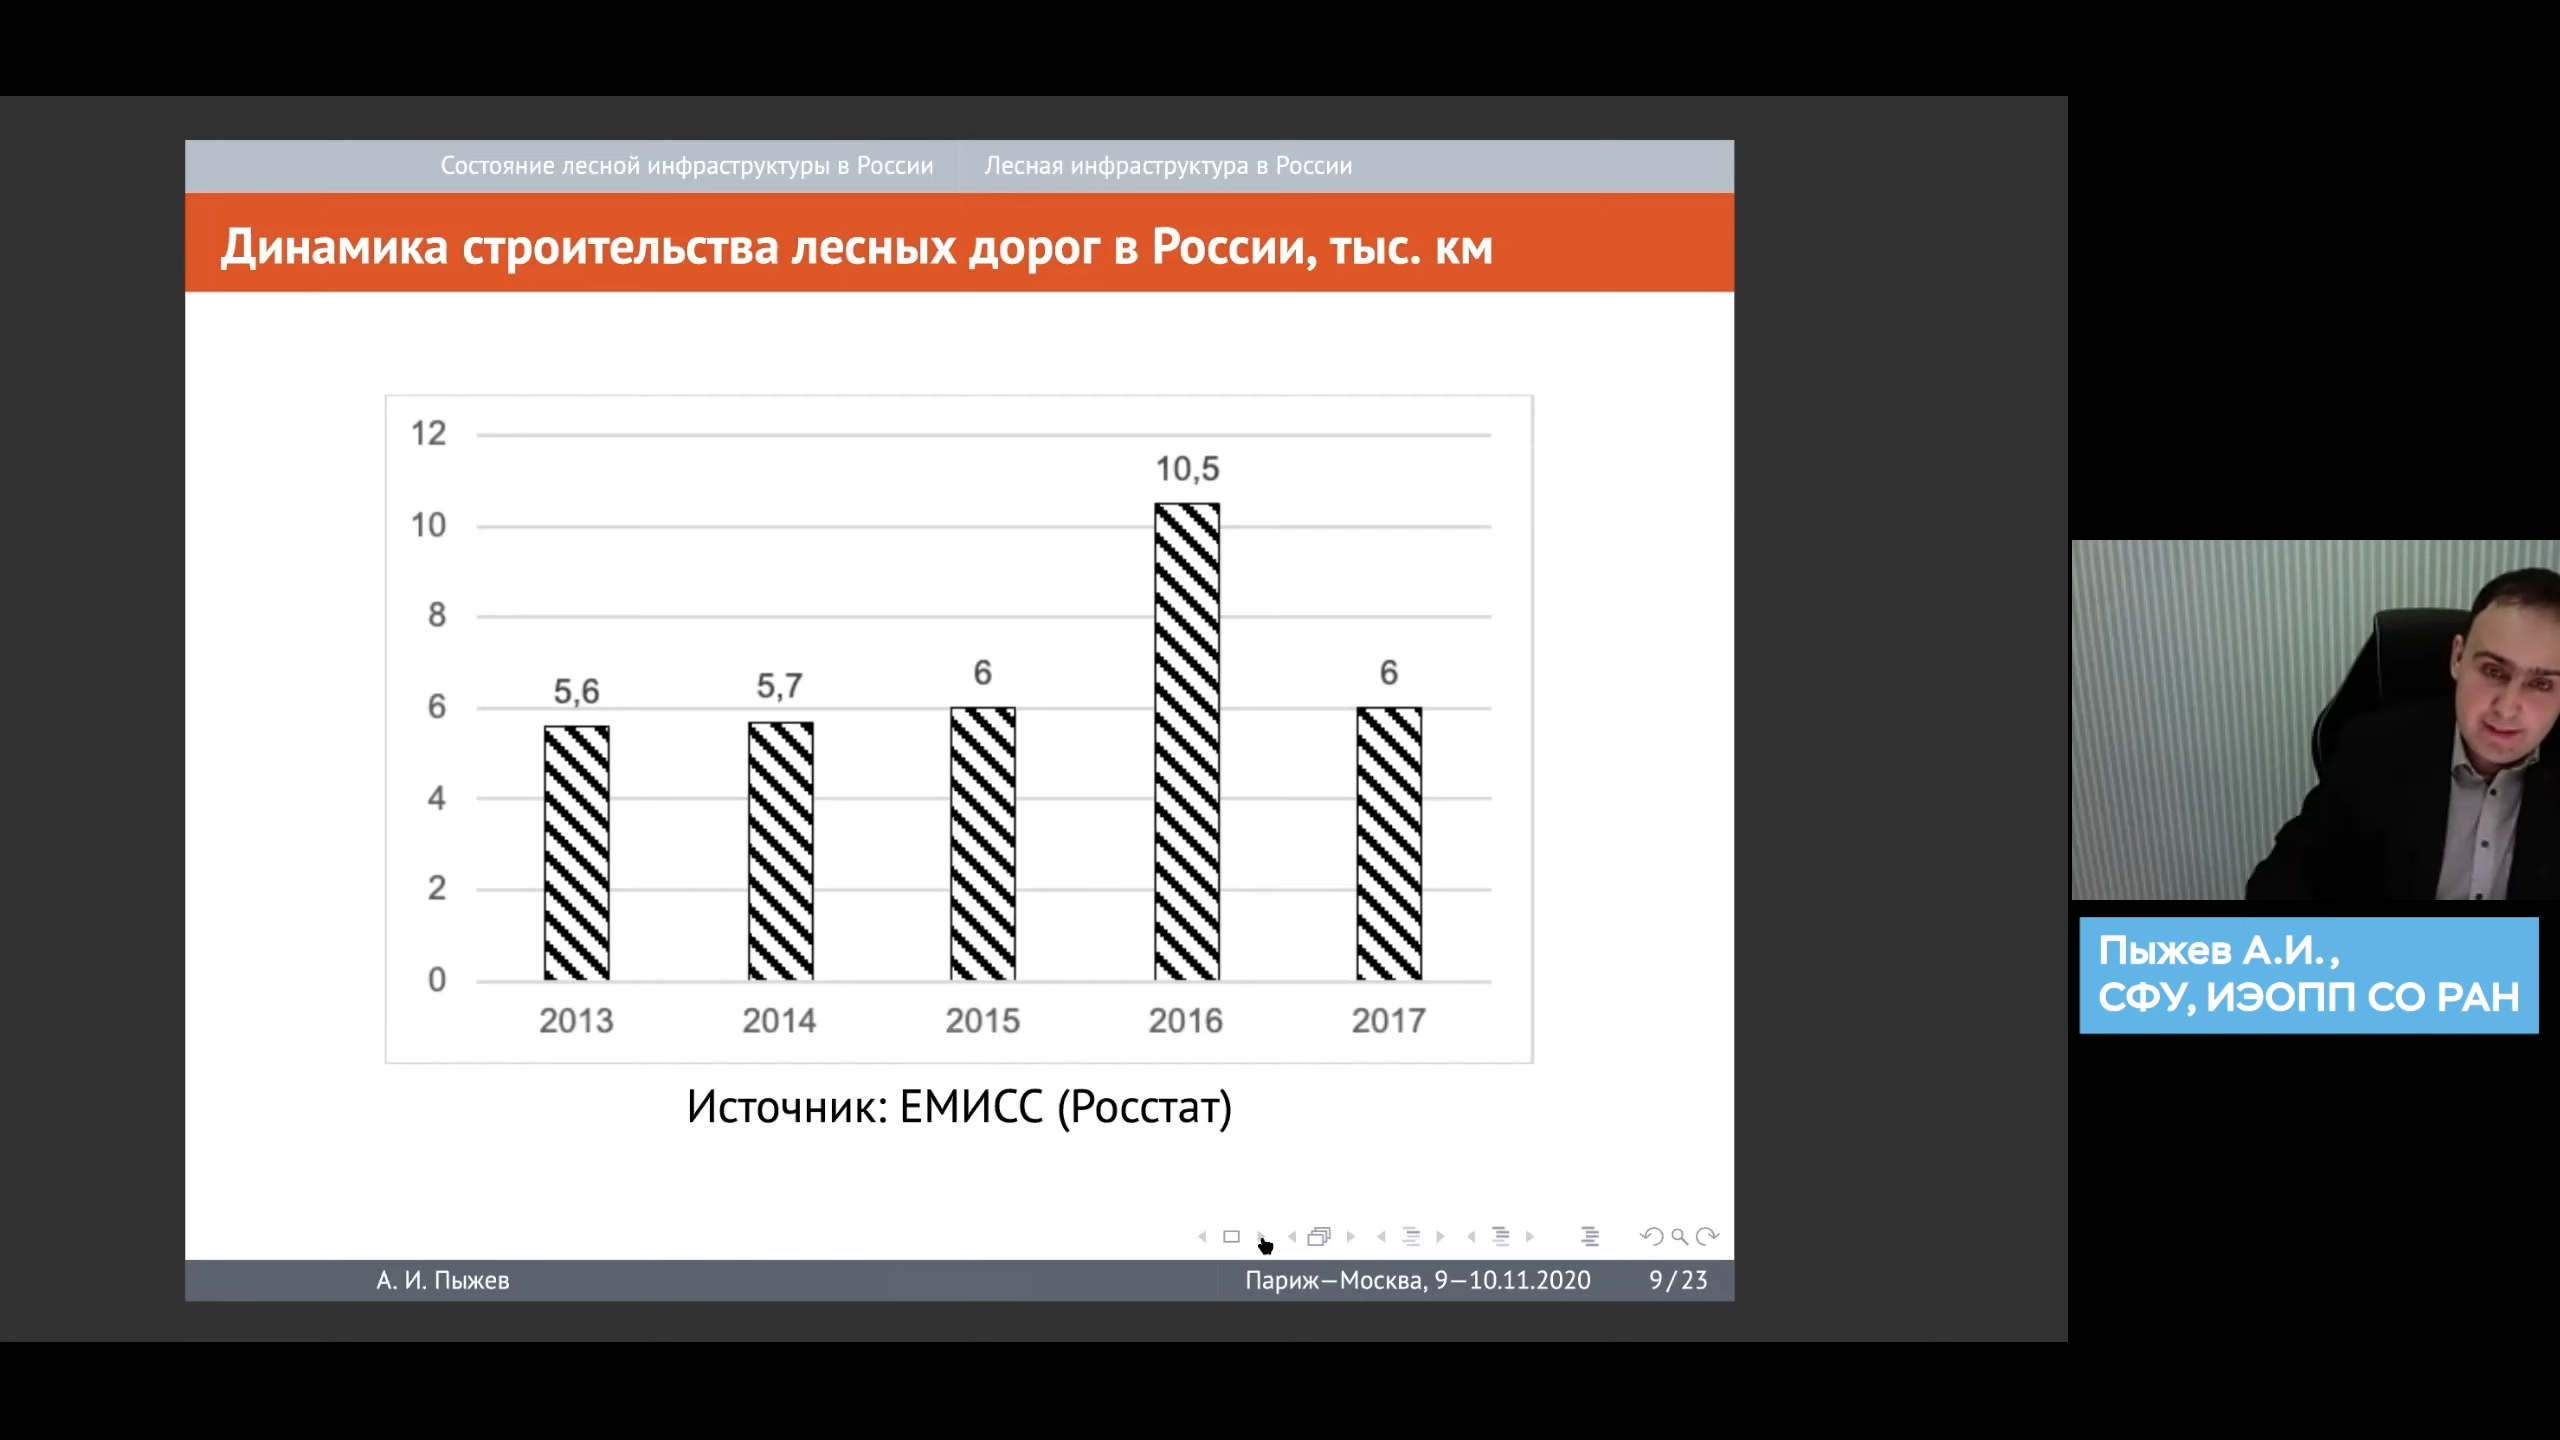 Состояние лесной инфраструктуры в России
Лесная инфраструктура в России
Динамика строительства лесных дорог в России, тыс. км
12
10
8
6
4
2
0
5,6
5,7
6
10,5
6
2013
2014
2015
2016
2017
Источник: ЕМИСС (Росстат)
А. И. Пыжев
Париж—Москва, 9—10.11.2020
9/23
Пыжев А.И.,
СФУ, ИЭОПП СО РАН